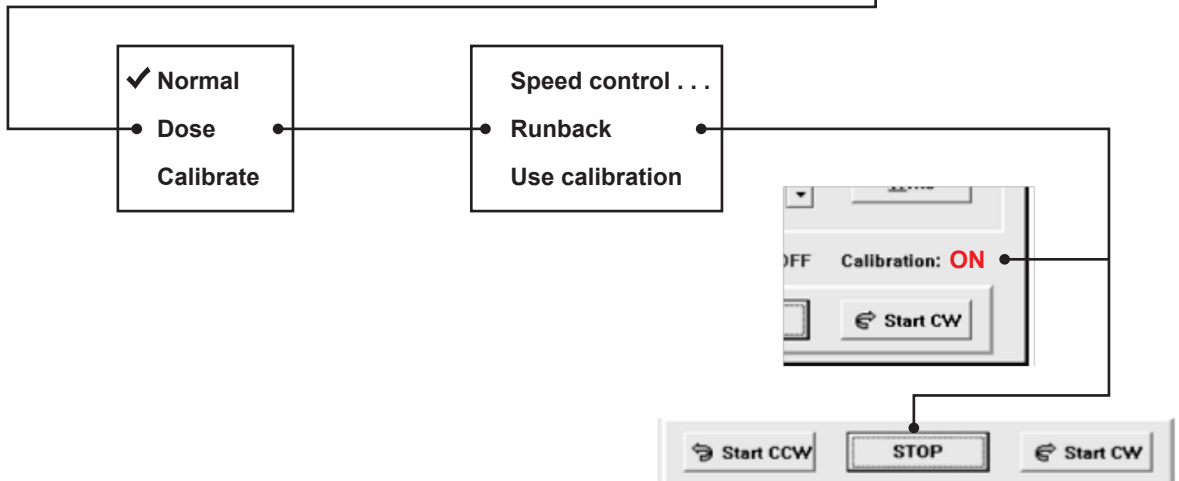 Normal
Dose
Calibrate
Speed control . . .
Runback
Use calibration
Calibration: ON
Start CW
Start CCW
STOP
Start CW